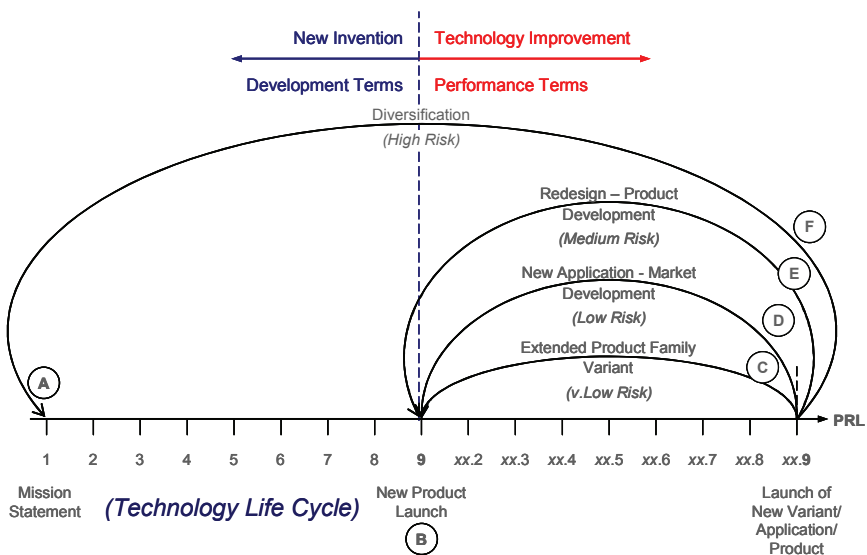 New Invention
Technology Improvement
Development Terms
Performance Terms
Diversification
(High Risk)
Redesign – Product
Development
(Medium Risk)
F
E
New Application - Market
Development
(Low Risk)
D
Extended Product Family
Variant
(v.Low Risk)
C
A
PRL
1 2 3 4 5 6 7 8 9 xx.2 xx.3 xx.4 xx.5 xx.6 xx.7 xx.8 xx.9
Mission
Statement
(Technology Life Cycle)
New Product
Launch
B
Launch of
New Variant/
Application/
Product